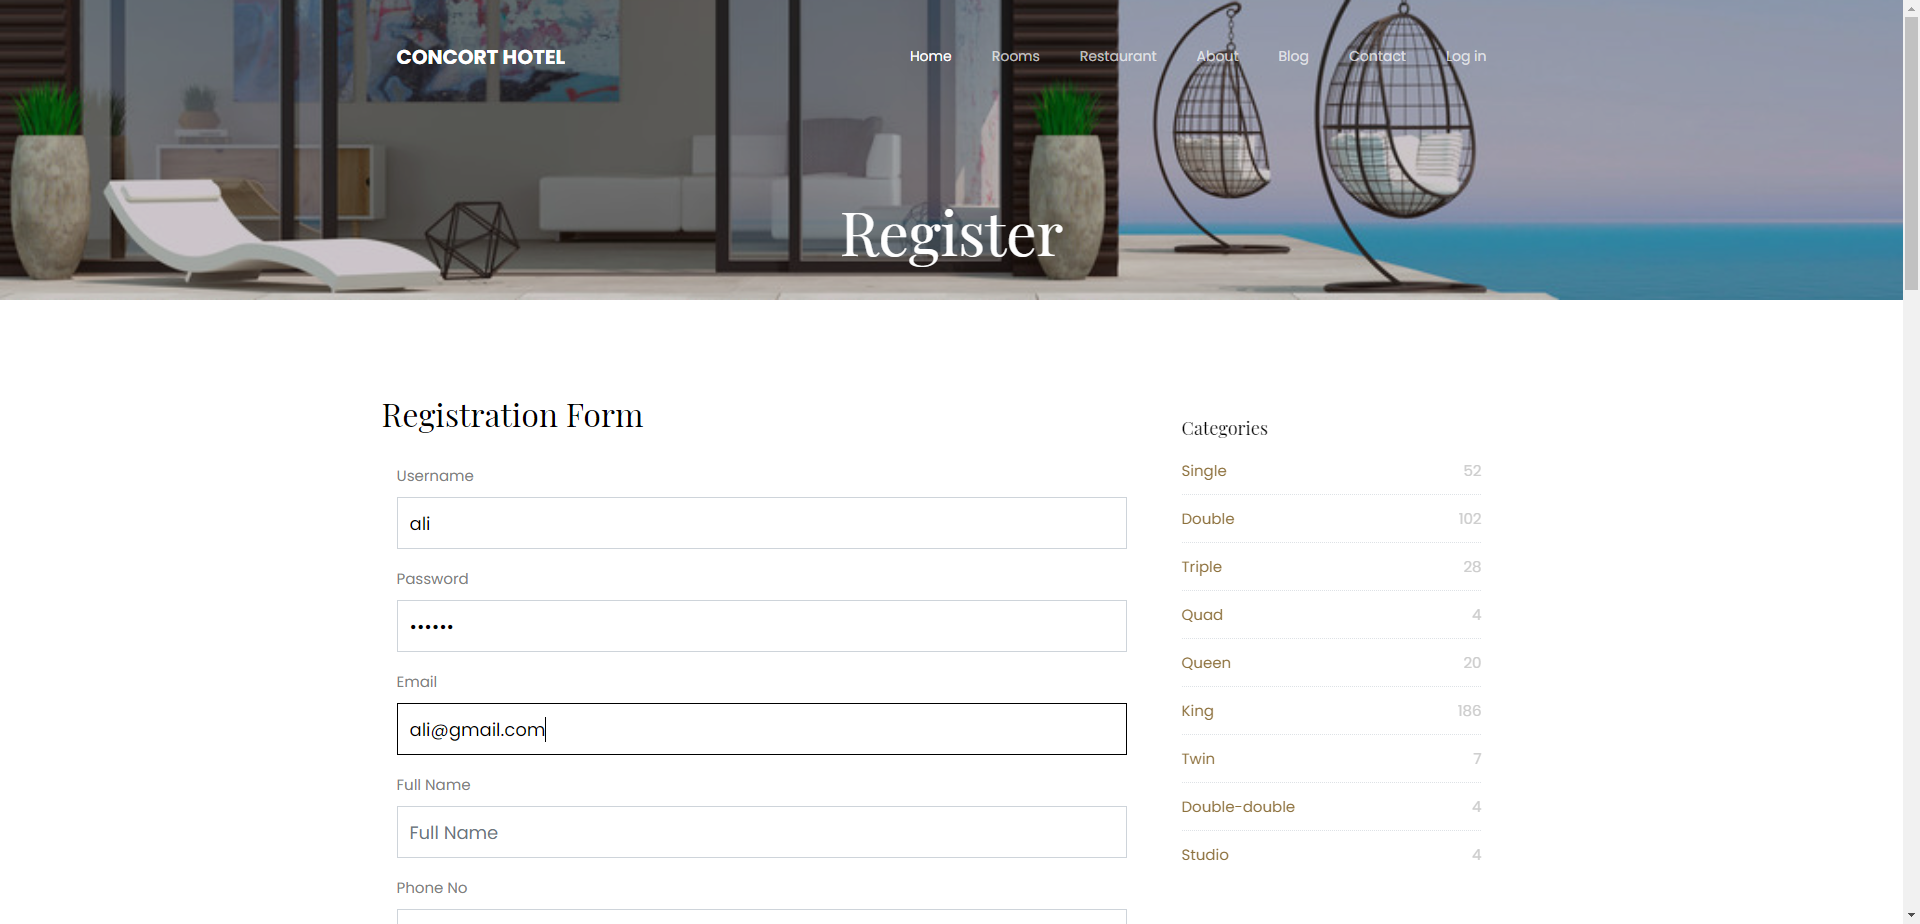 CONCORT HOTEL
Home Rooms Restaurant About Blog Contact Log in
Register
Registration Form
Username
ali
Password
••••••
Email
ali@gmail.com
Full Name
Full Name
Phone No
Categories
Single 52
Double 102
Triple 28
Quad 4
Queen 20
King 186
Twin 7
Double-double 4
Studio 4